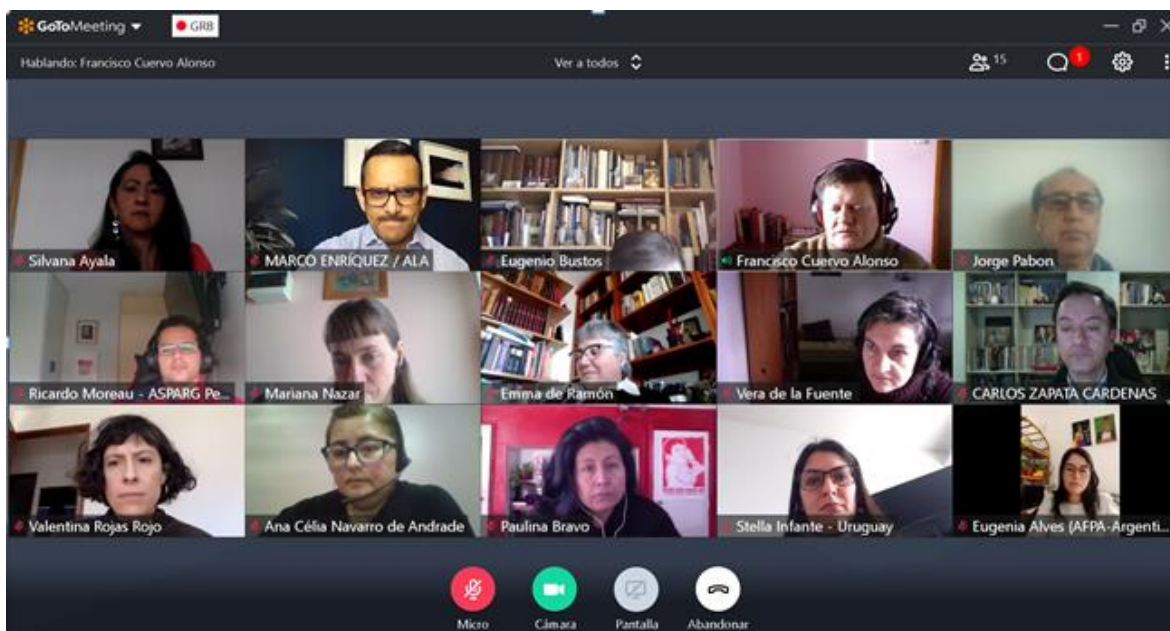 GoToMeeting GRB
Hablando: Francisco Cuervo Alonso Ver a todos 15 1
Silvana Ayala
MARCO ENRÍQUEZ / ALA
Eugenio Bustos
Francisco Cuervo Alonso
Jorge Pabon
Ricardo Moreau - ASPARG Pe...
Mariana Nazar
Emma de Ramón
Vera de la Fuente
CARLOS ZAPATA CARDENAS
Valentina Rojas Rojo
Ana Célia Navarro de Andrade
Paulina Bravo
Stella Infante - Uruguay
Eugenia Alves (AFPA-Argenti...
Micro Cámara Pantalla Abandonar